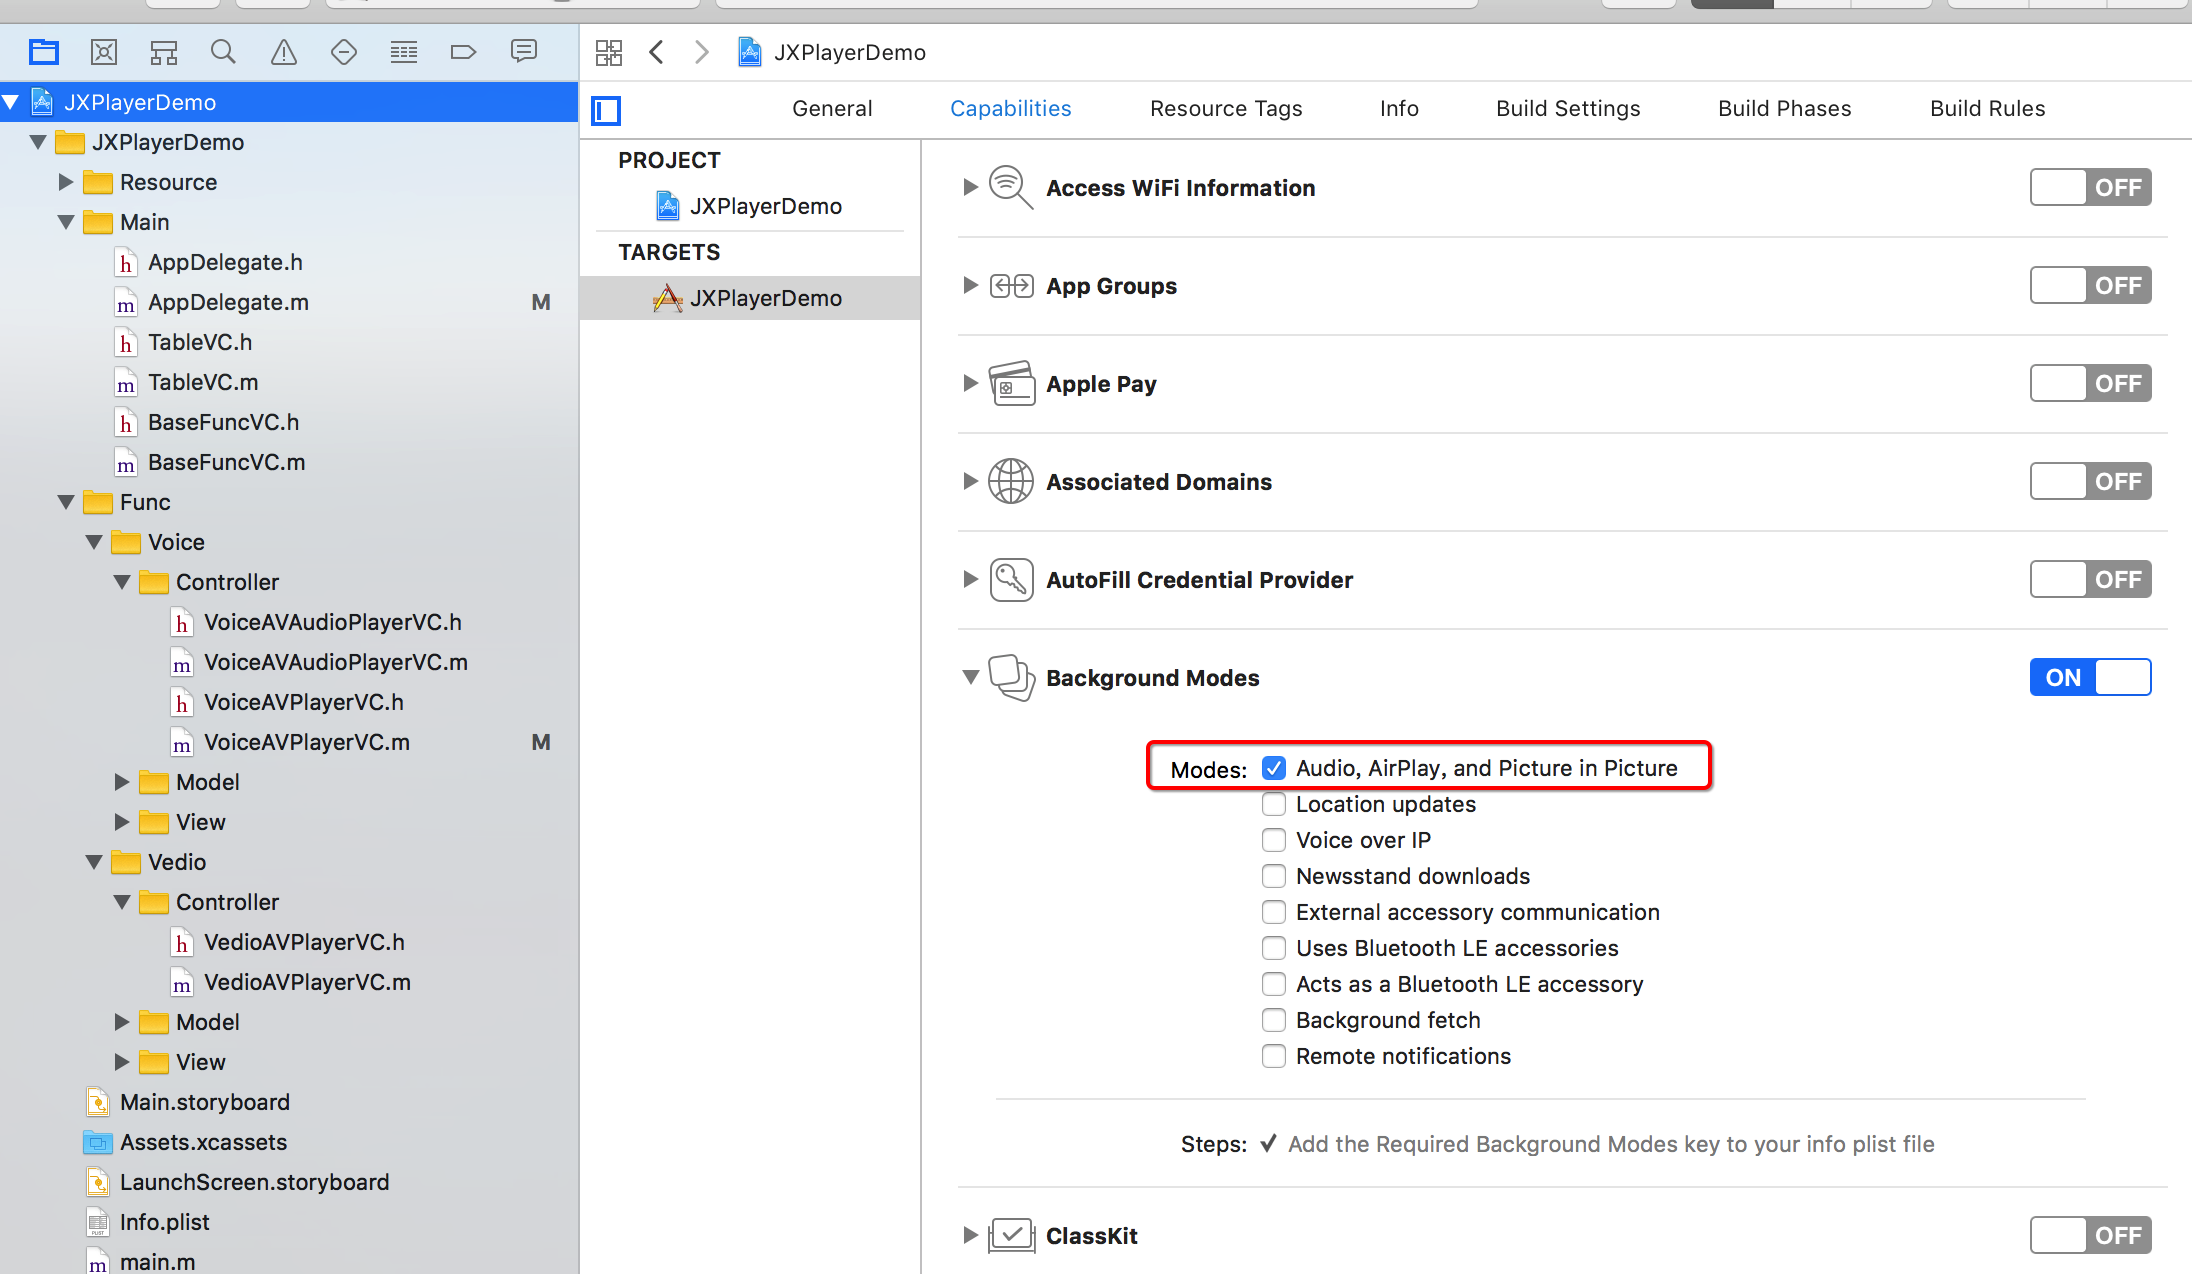 JXPlayerDemo
JXPlayerDemo
JXPlayerDemo
Resource
Main
h AppDelegate.h
m AppDelegate.m M
h TableVC.h
m TableVC.m
h BaseFuncVC.h
m BaseFuncVC.m
Func
Voice
Controller
h VoiceAVAudioPlayerVC.h
m VoiceAVAudioPlayerVC.m
h VoiceAVPlayerVC.h
m VoiceAVPlayerVC.m M
Model
View
Vedio
Controller
h VedioAVPlayerVC.h
m VedioAVPlayerVC.m
Model
View
Main.storyboard
Assets.xcassets
LaunchScreen.storyboard
Info.plist
m main.m
General Capabilities Resource Tags Info Build Settings Build Phases Build Rules
PROJECT
JXPlayerDemo
TARGETS
JXPlayerDemo
Access WiFi Information OFF
App Groups OFF
Apple Pay OFF
Associated Domains OFF
AutoFill Credential Provider OFF
Background Modes ON
Modes: Audio, AirPlay, and Picture in Picture
Location updates
Voice over IP
Newsstand downloads
External accessory communication
Uses Bluetooth LE accessories
Acts as a Bluetooth LE accessory
Background fetch
Remote notifications
Steps: ✓ Add the Required Background Modes key to your info plist file
ClassKit OFF